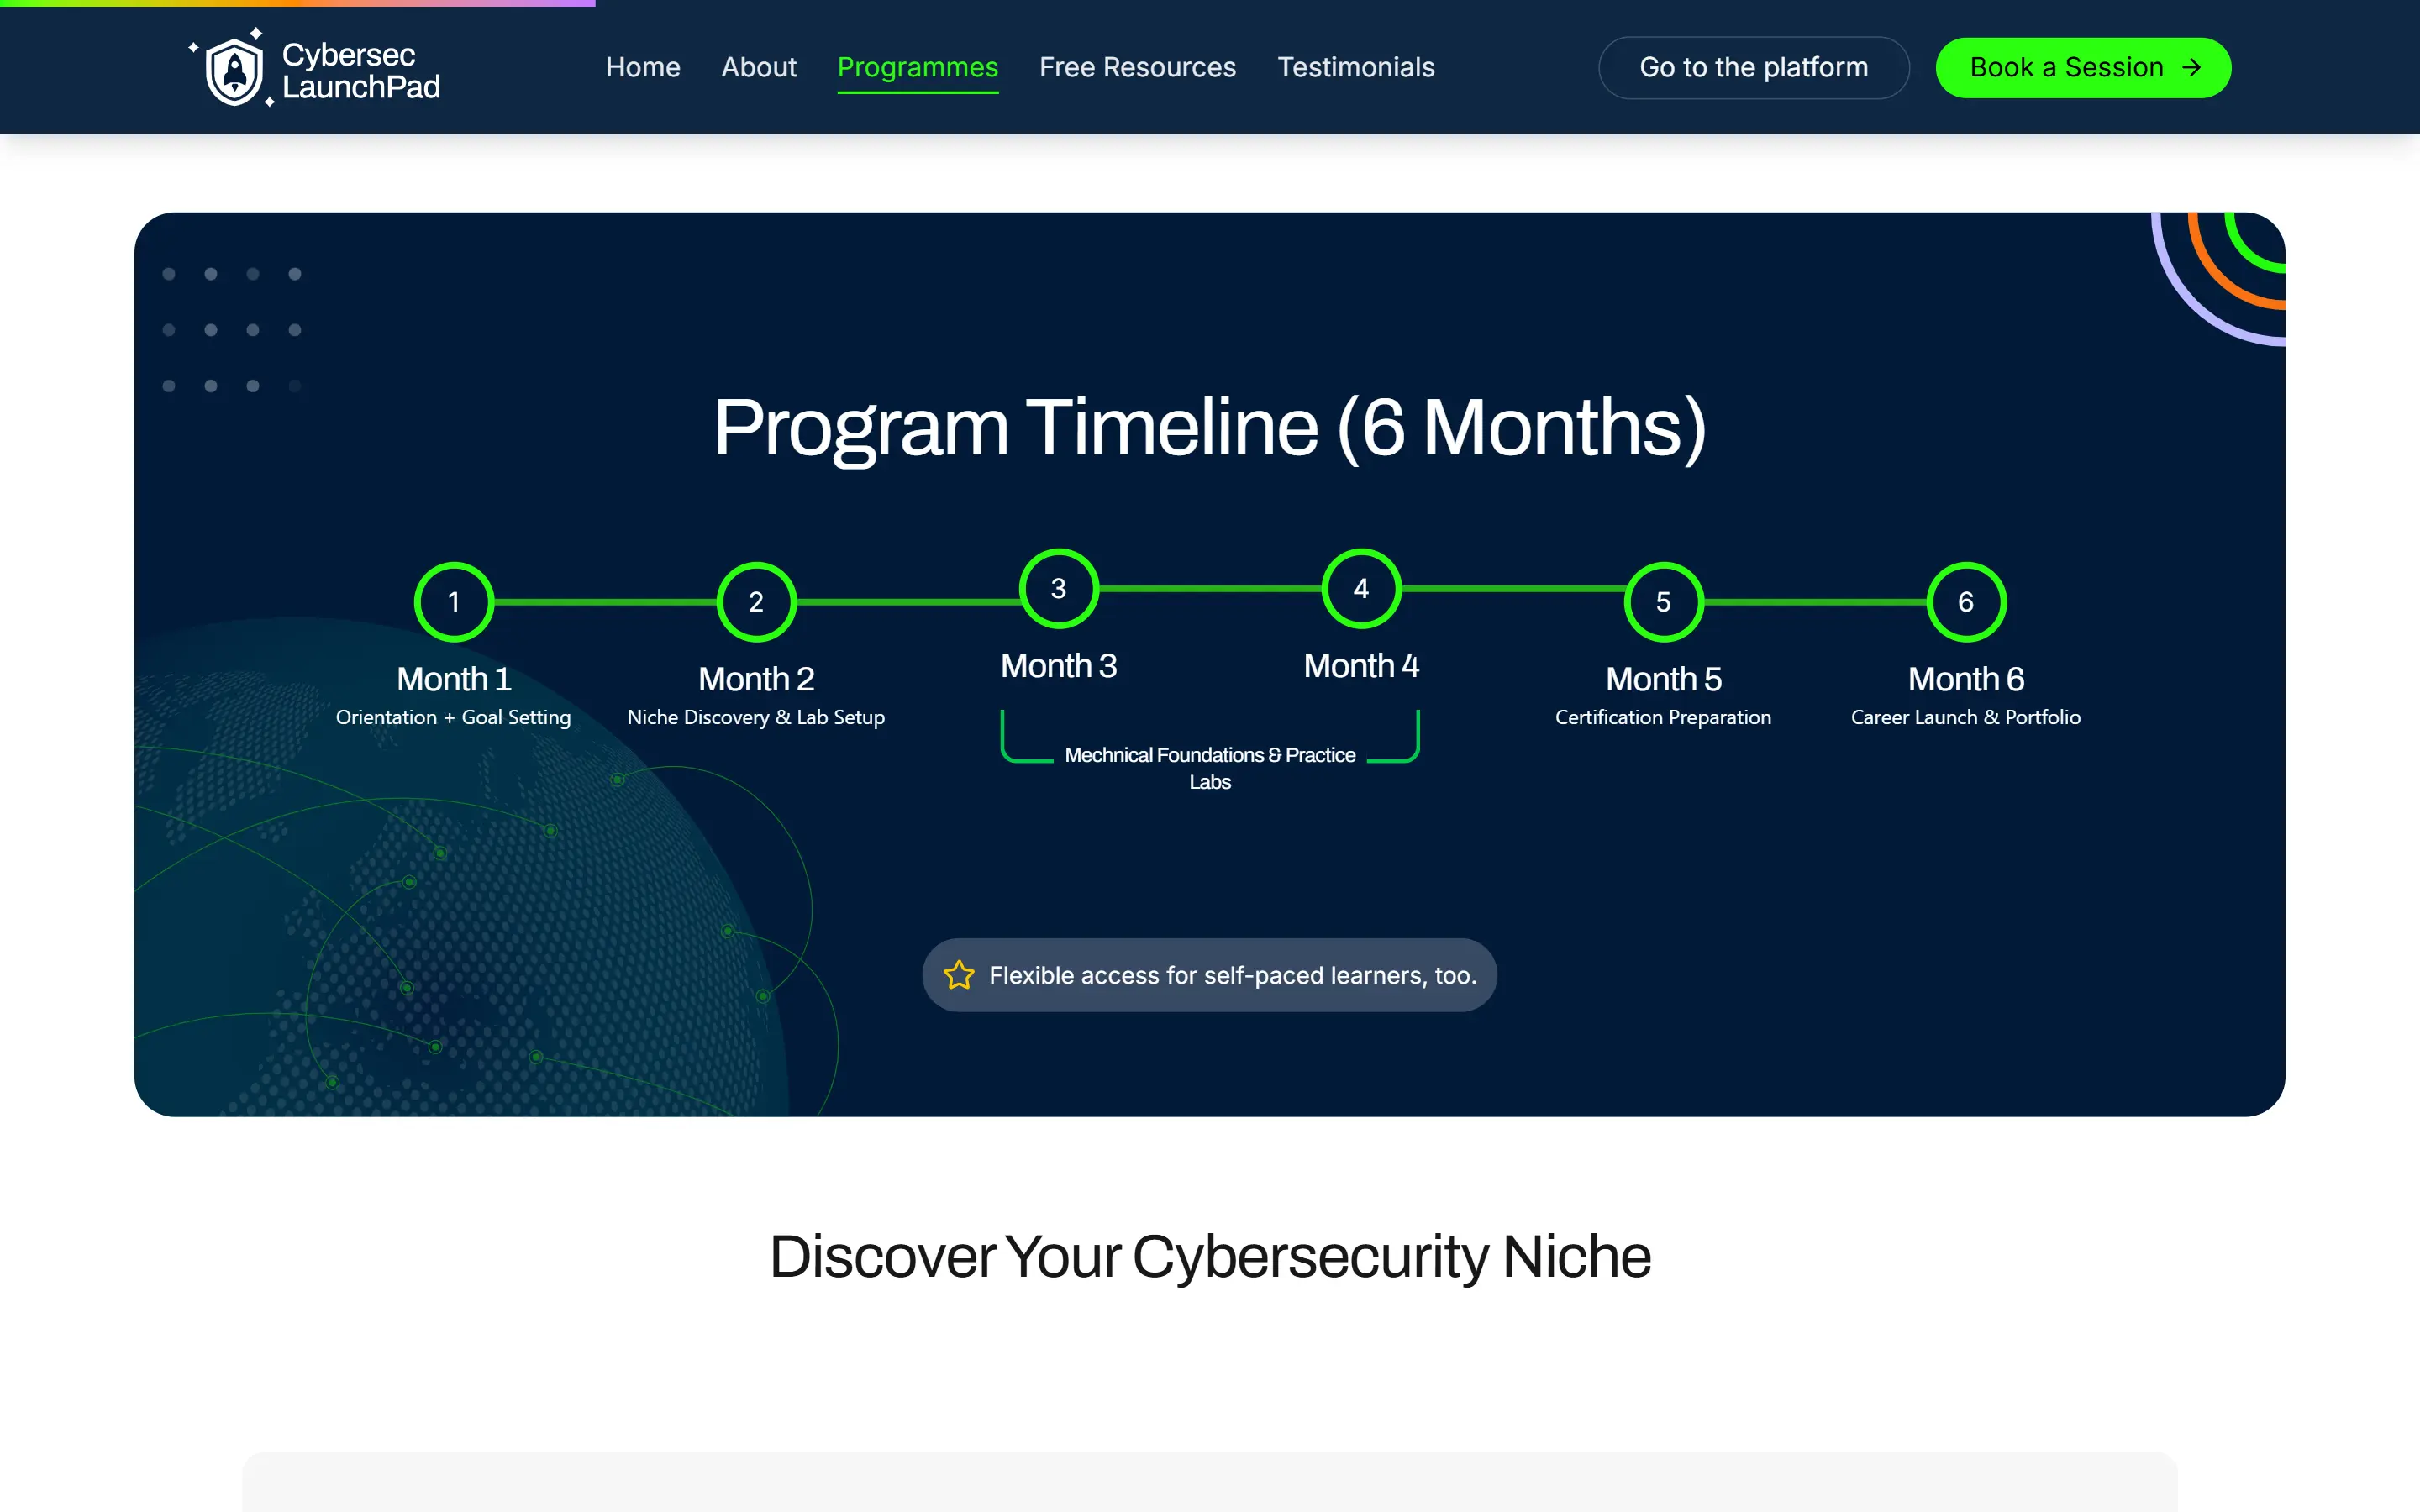 Cybersec
LaunchPad
Home
About
Programmes
Free Resources
Testimonials
Go to the platform
Book a Session
Program Timeline (6 Months)
1
2
3
4
5
6
Month 1
Orientation + Goal Setting
Month 2
Niche Discovery & Lab Setup
Month 3
Month 4
Mechnical Foundations & Practice
Labs
Month 5
Certification Preparation
Month 6
Career Launch & Portfolio
Flexible access for self-paced learners, too.
Discover Your Cybersecurity Niche